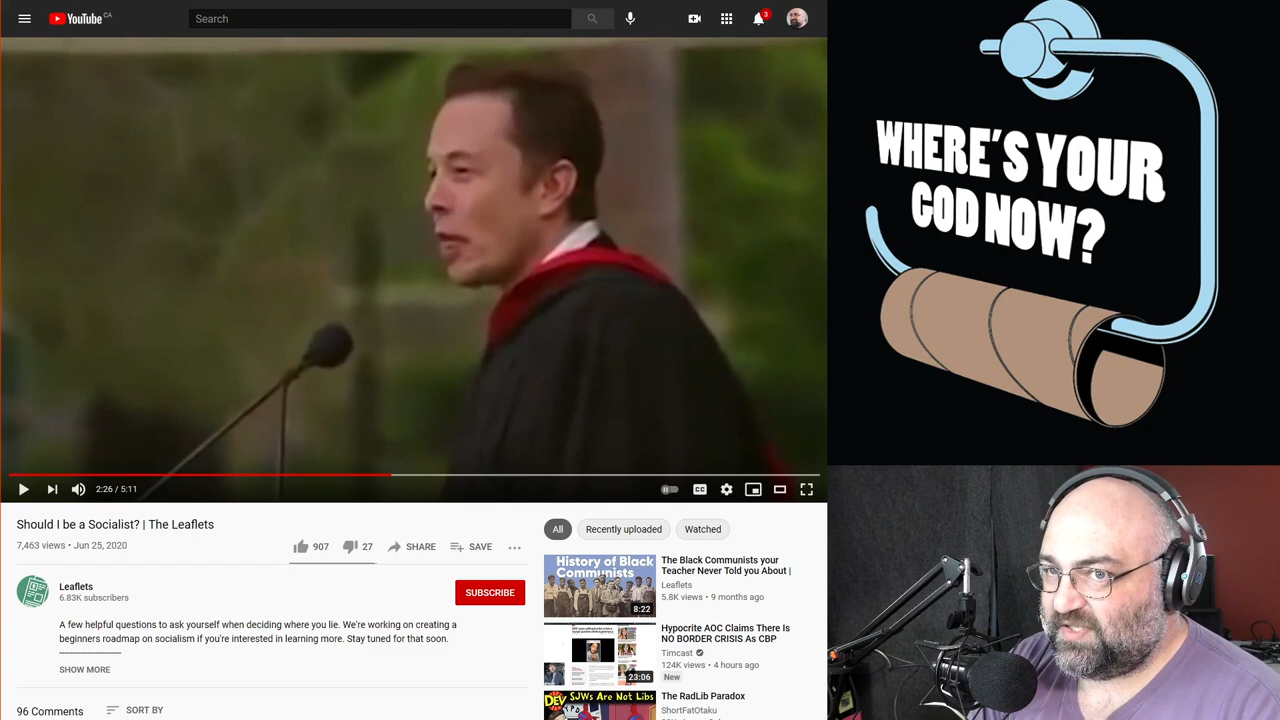 YouTube CA
Search
3
WHERE'S YOUR
GOD NOW?
2:26 / 5:11
CC
Should I be a Socialist? | The Leaflets
7,463 views • Jun 25, 2020
907
27
SHARE
SAVE
Leaflets
6.83K subscribers
SUBSCRIBE
A few helpful questions to ask yourself when deciding where you lie. We're working on creating a
beginners roadmap on socialism if you're interested in learning more. Stay tuned for that soon.
----------------------
SHOW MORE
96 Comments
SORT BY
All
Recently uploaded
Watched
History of Black
Communists
8:22
The Black Communists your
Teacher Never Told you About |
Leaflets
5.8K views • 9 months ago
23:06
Hypocrite AOC Claims There Is
NO BORDER CRISIS As CBP
Timcast
124K views • 4 hours ago
New
DEV
SJWs Are Not Libs
The RadLib Paradox
ShortFatOtaku